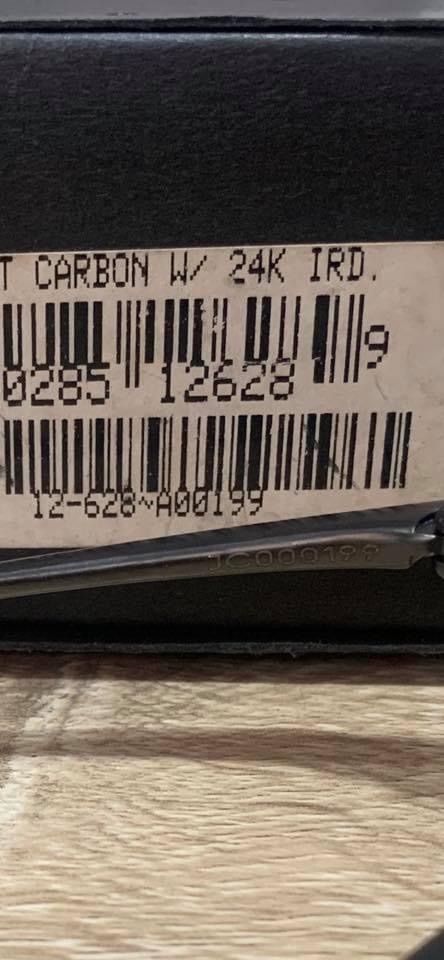 T CARBON W/ 24K IRD.
0285 12628 9
12-628~A00199
JC000199